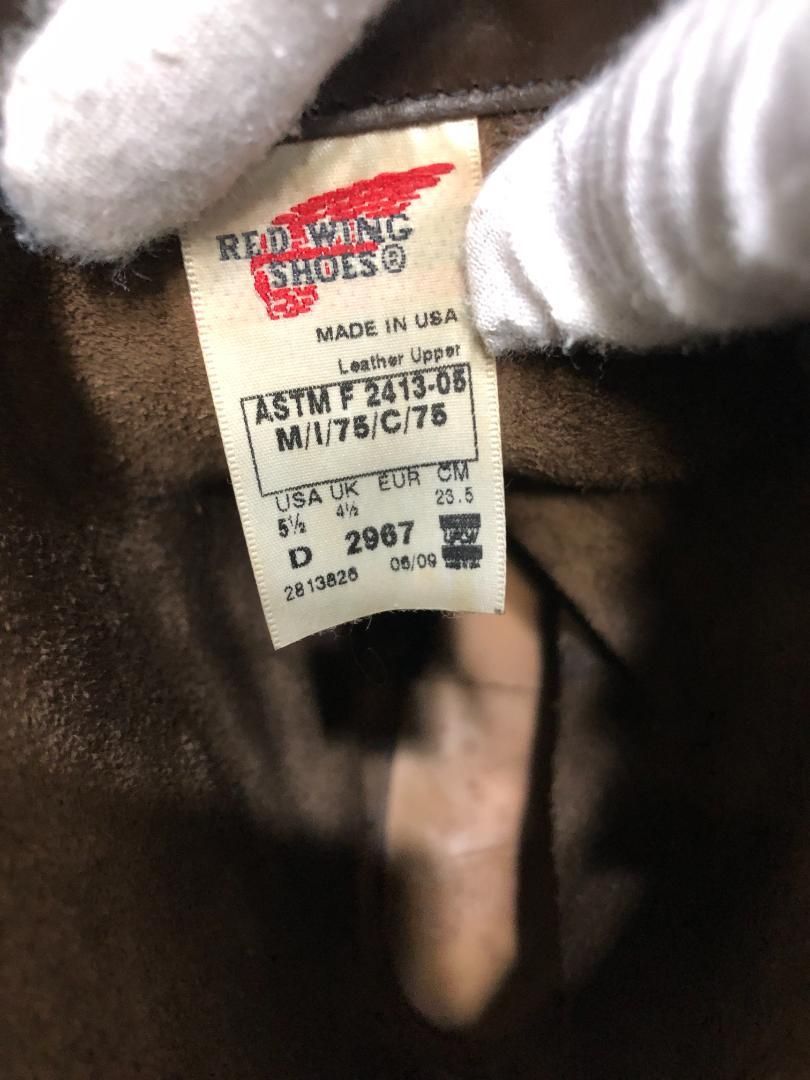 RED WING
SHOES®
MADE IN USA
Leather Upper
ASTM F 2413-05
M/I/75/C/75
USA UK EUR CM
5½ 4½ 23.5
D 2967
2813826 06/09